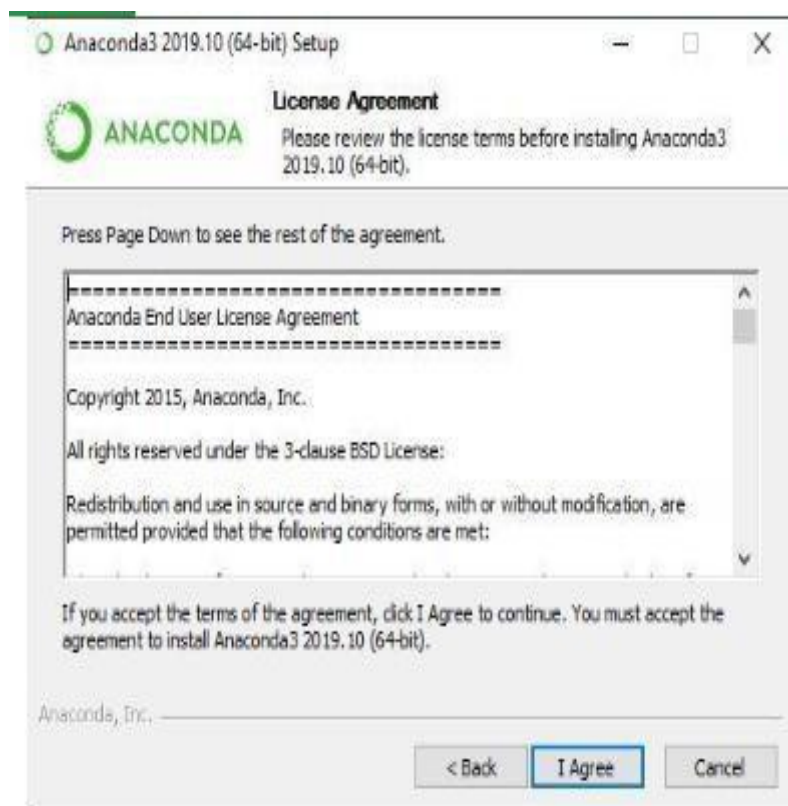 Anaconda3 2019.10 (64-bit) Setup
ANACONDA
License Agreement
Please review the license terms before installing Anaconda3
2019.10 (64-bit).
Press Page Down to see the rest of the agreement.
===================================
Anaconda End User License Agreement
===================================
Copyright 2015, Anaconda, Inc.
All rights reserved under the 3-clause BSD License:
Redistribution and use in source and binary forms, with or without modification, are
permitted provided that the following conditions are met:
If you accept the terms of the agreement, click I Agree to continue. You must accept the
agreement to install Anaconda3 2019.10 (64-bit).
Anaconda, Inc.
< Back
I Agree
Cancel